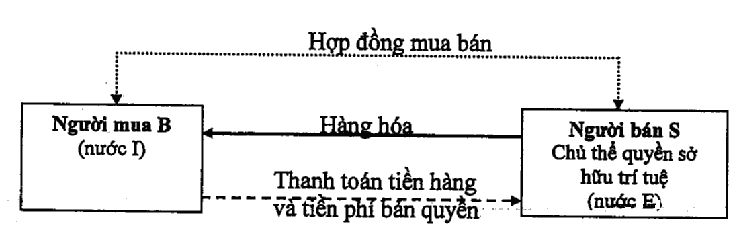 Hợp đồng mua bán
Người mua B
(nước I)
Hàng hóa
Người bán S
Chủ thể quyền sở
hữu trí tuệ
(nước E)
Thanh toán tiền hàng
và tiền phí bán quyền